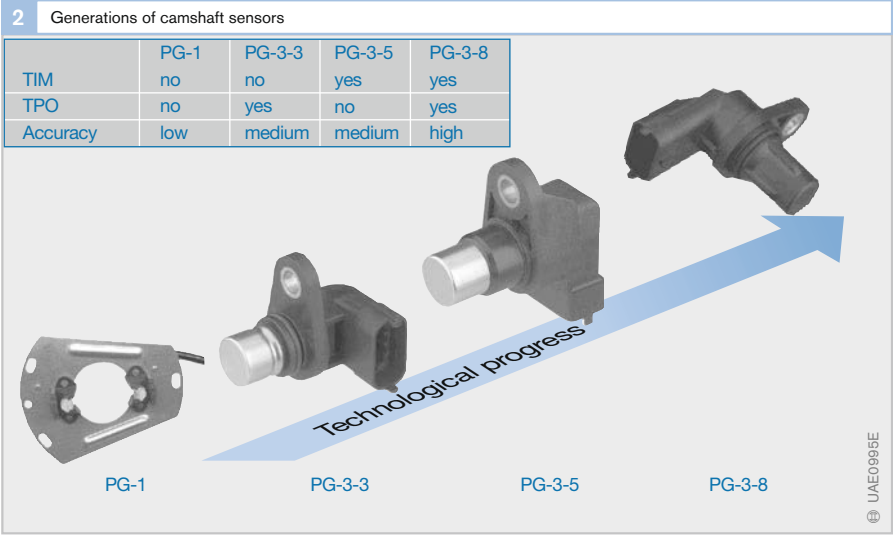 2 Generations of camshaft sensors
PG-1 PG-3-3 PG-3-5 PG-3-8
TIM no no yes yes
TPO no yes no yes
Accuracy low medium medium high
Technological progress
PG-1 PG-3-3 PG-3-5 PG-3-8
UAE0995E